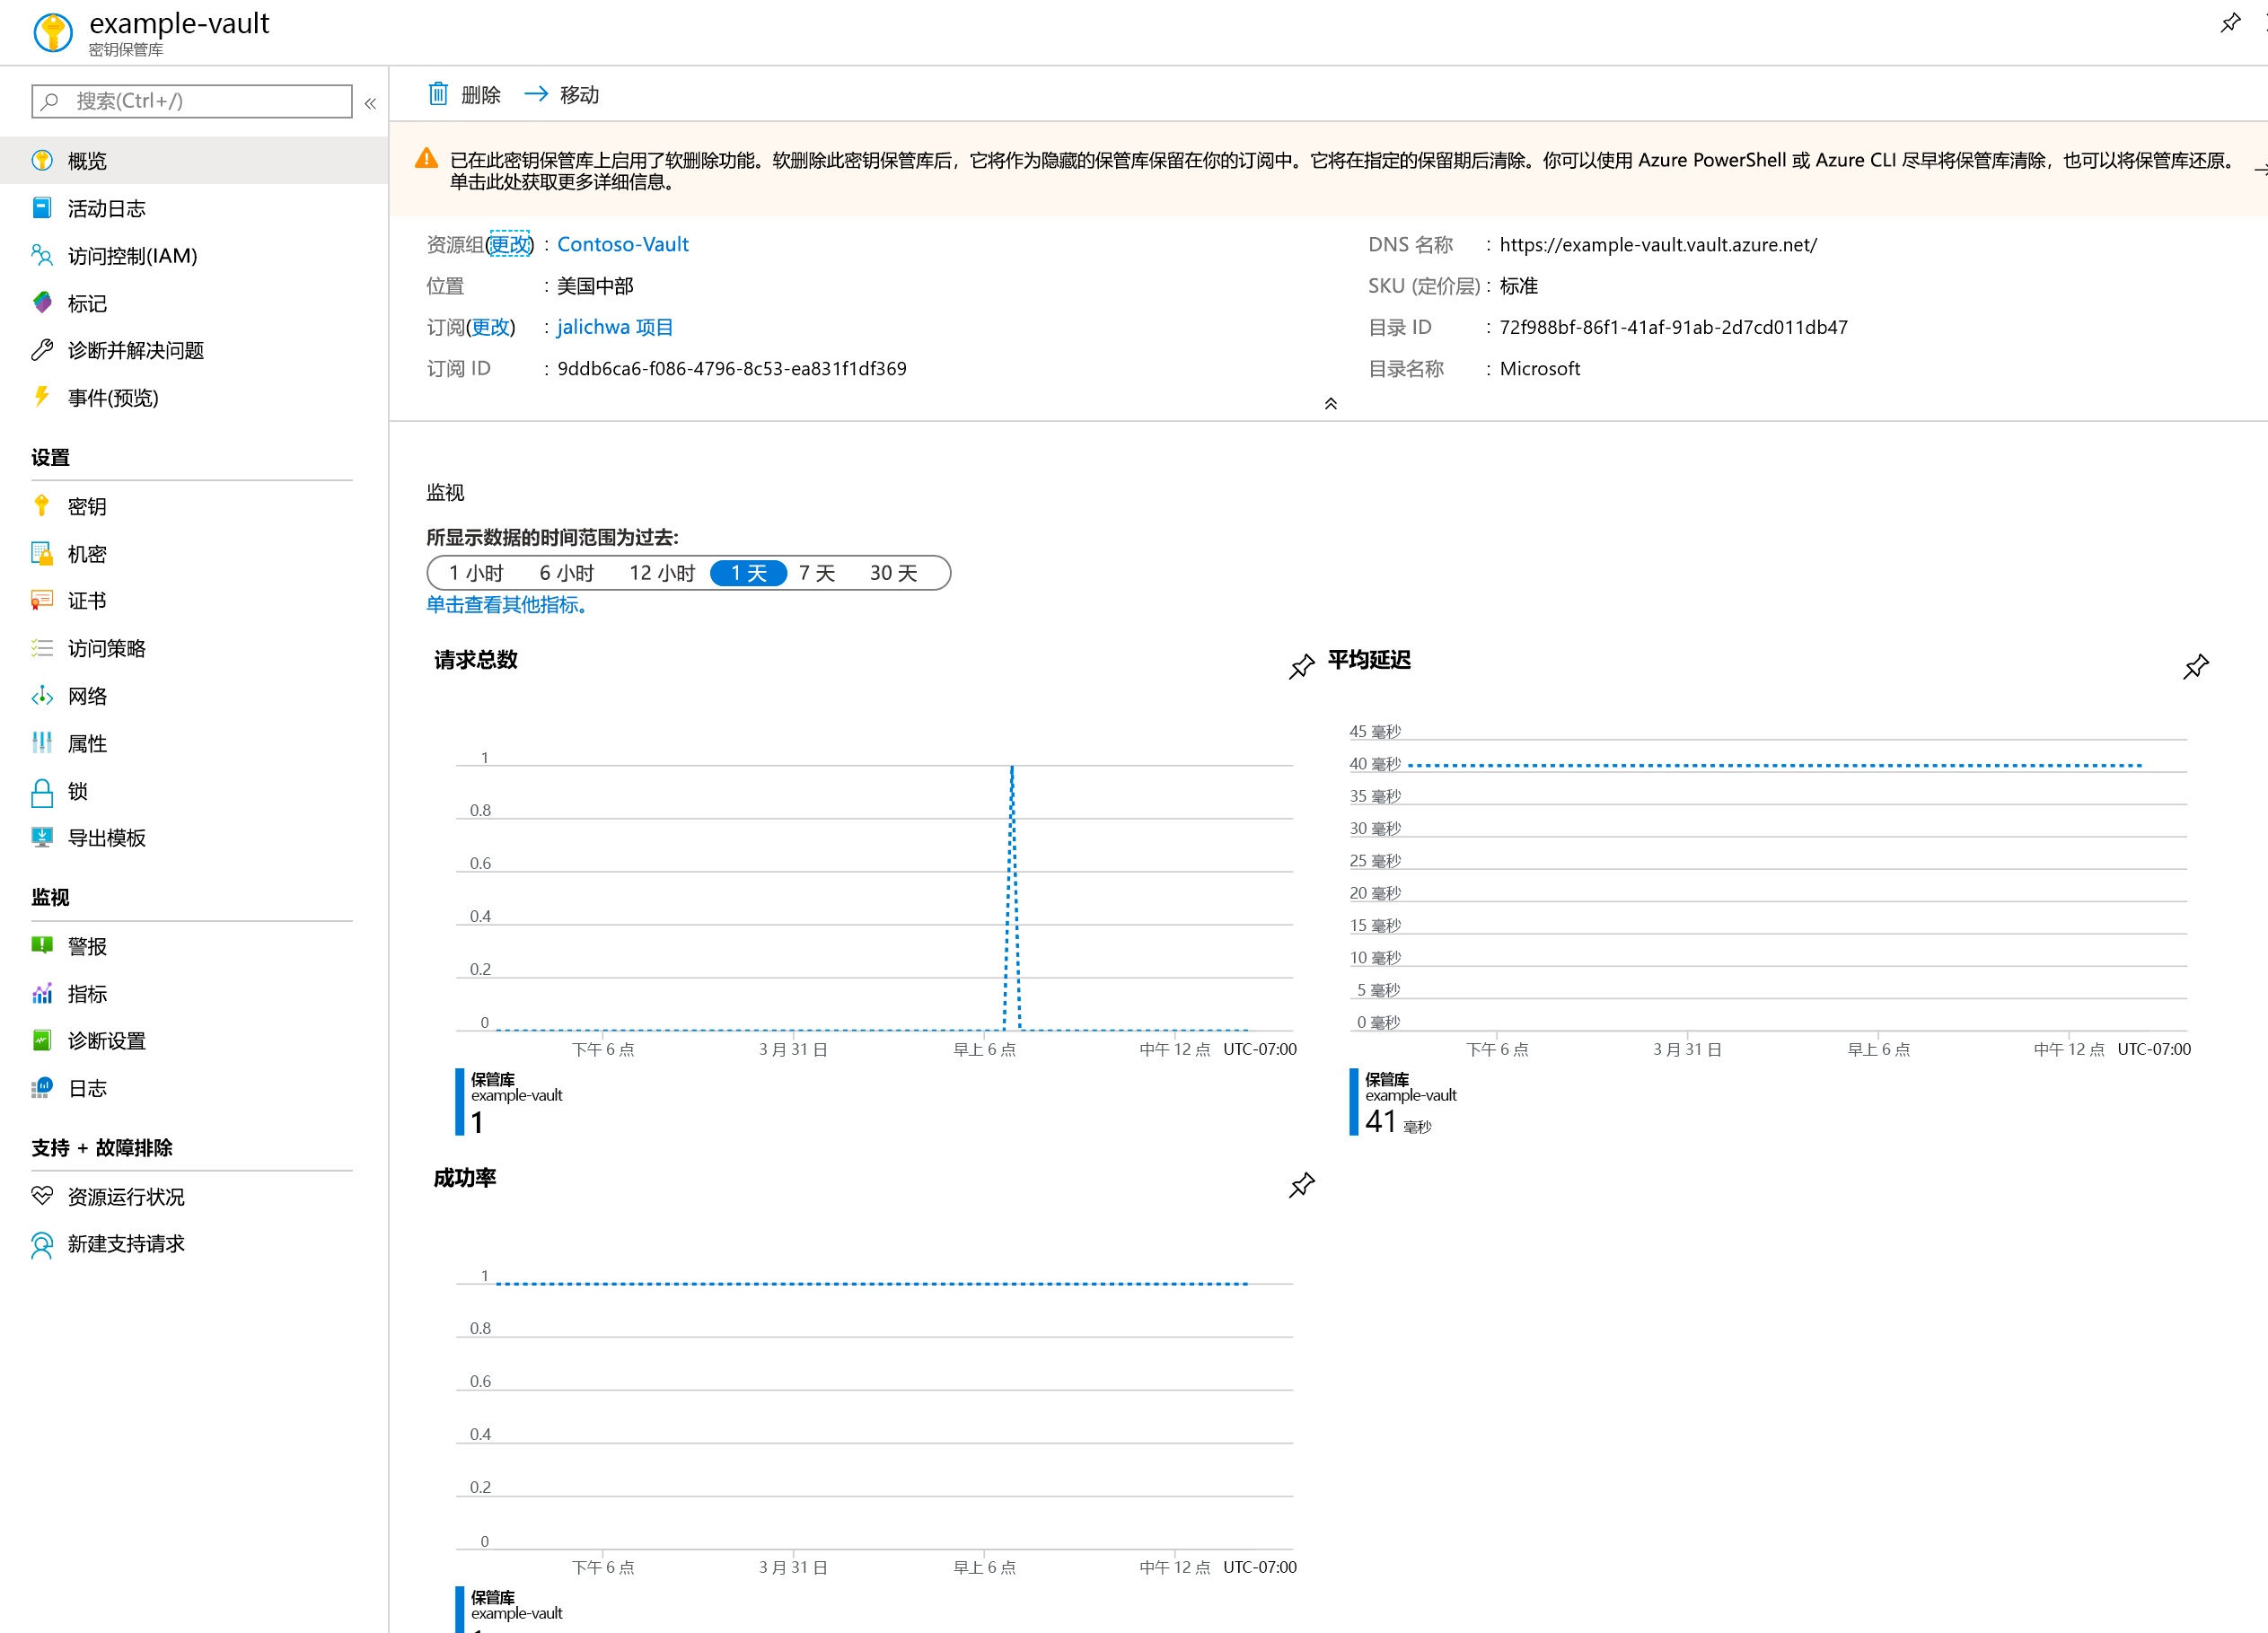 example-vault
密钥保管库
搜索(Ctrl+/)
«
概览
活动日志
访问控制(IAM)
标记
诊断并解决问题
事件(预览)
设置
密钥
机密
证书
访问策略
网络
属性
锁
导出模板
监视
警报
指标
诊断设置
日志
支持 + 故障排除
资源运行状况
新建支持请求
删除
移动
已在此密钥保管库上启用了软删除功能。软删除此密钥保管库后，它将作为隐藏的保管库保留在你的订阅中。它将在指定的保留期后清除。你可以使用 Azure PowerShell 或 Azure CLI 尽早将保管库清除，也可以将保管库还原。
单击此处获取更多详细信息。
资源组(更改) : Contoso-Vault
位置 : 美国中部
订阅(更改) : jalichwa 项目
订阅 ID : 9ddb6ca6-f086-4796-8c53-ea831f1df369
DNS 名称 : https://example-vault.vault.azure.net/
SKU (定价层) : 标准
目录 ID : 72f988bf-86f1-41af-91ab-2d7cd011db47
目录名称 : Microsoft
监视
所显示数据的时间范围为过去:
1 小时 6 小时 12 小时 1 天 7 天 30 天
单击查看其他指标。
请求总数
1
0.8
0.6
0.4
0.2
0
下午 6 点 3 月 31 日 早上 6 点 中午 12 点 UTC-07:00
保管库
example-vault
1
平均延迟
45 毫秒
40 毫秒
35 毫秒
30 毫秒
25 毫秒
20 毫秒
15 毫秒
10 毫秒
5 毫秒
0 毫秒
下午 6 点 3 月 31 日 早上 6 点 中午 12 点 UTC-07:00
保管库
example-vault
41 毫秒
成功率
1
0.8
0.6
0.4
0.2
0
下午 6 点 3 月 31 日 早上 6 点 中午 12 点 UTC-07:00
保管库
example-vault